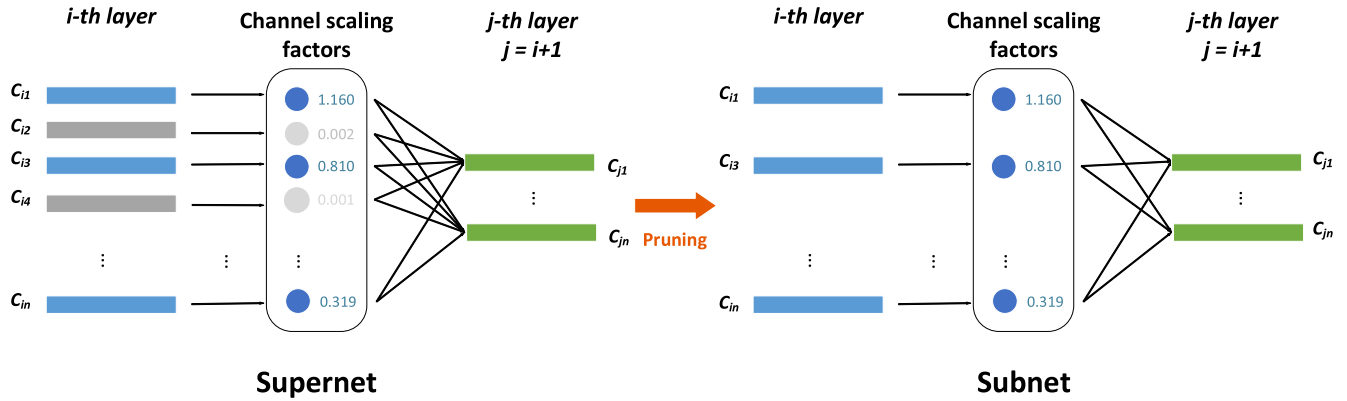 i-th layer
Channel scaling
factors
j-th layer
j = i+1
Ci1
1.160
Ci2
0.002
Ci3
0.810
Ci4
0.001
Cj1
⋮
Cjn
⋮ ⋮ ⋮
Cin
0.319
Supernet
Pruning
i-th layer
Channel scaling
factors
j-th layer
j = i+1
Ci1
1.160
Ci3
0.810
Cj1
⋮
Cjn
⋮ ⋮ ⋮
Cin
0.319
Subnet